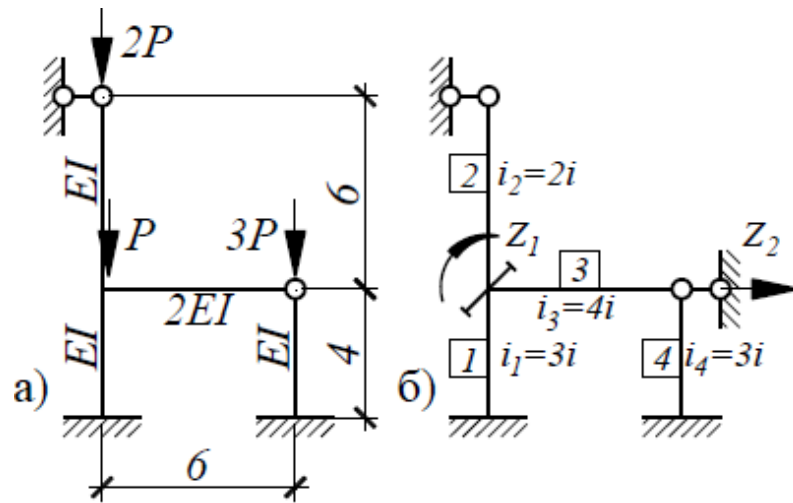 2P
EI
6
P
3P
2EI
EI
EI
4
6
а)
2
i₂=2i
Z₁
3
Z₂
i₃=4i
1
i₁=3i
4
i₄=3i
б)